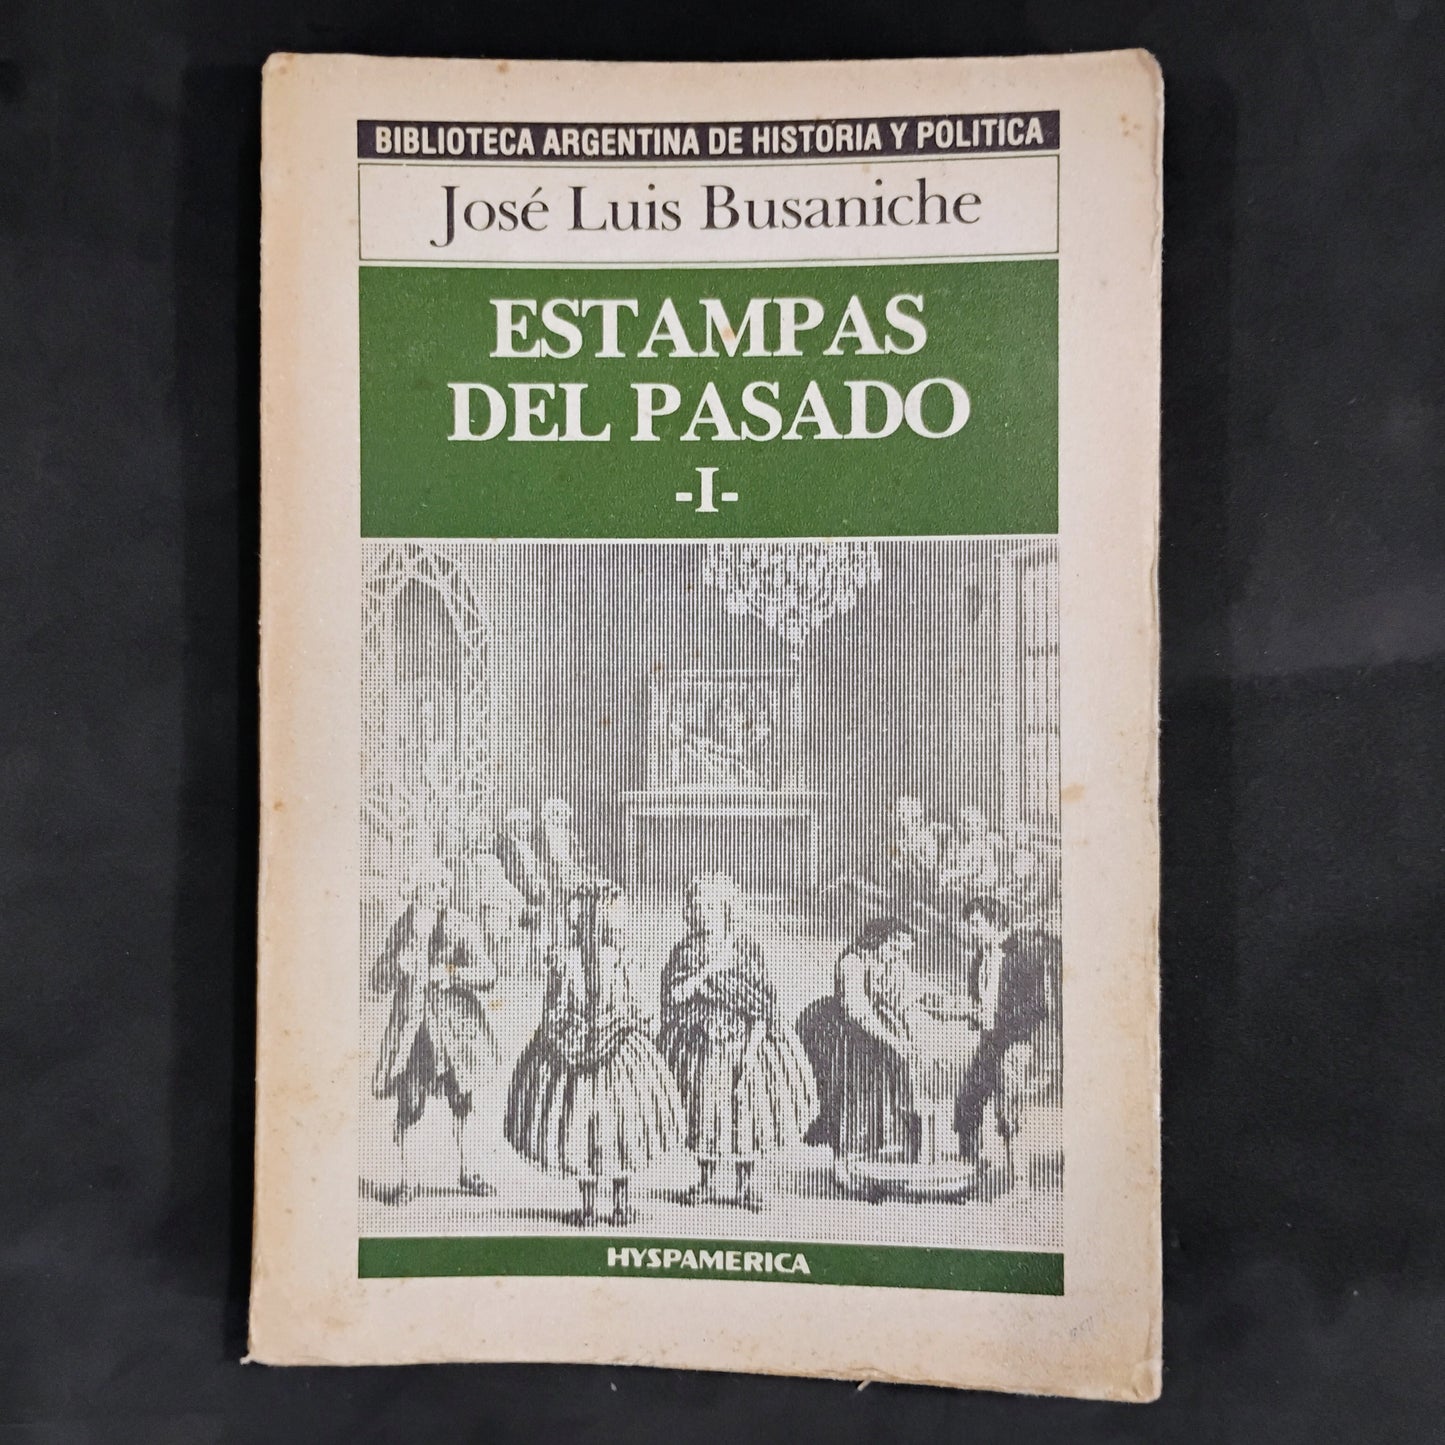 BIBLIOTECA ARGENTINA DE HISTORIA Y POLITICA
José Luis Busaniche
ESTAMPAS
DEL PASADO
-I-
HYSPAMERICA